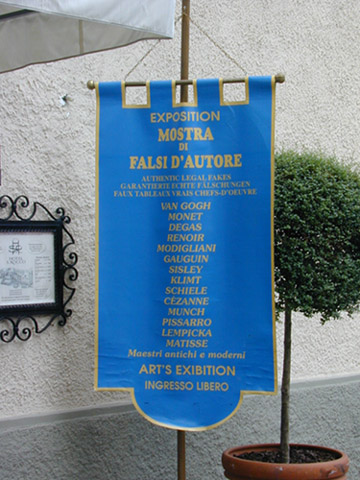 EXPOSITION
MOSTRA
DI
FALSI D'AUTORE
AUTHENTIC LEGAL FAKES
GARANTIERTE ECHTE FÄLSCHUNGEN
FAUX TABLEAUX VRAIS CHEFS-D'OEUVRE
VAN GOGH
MONET
DEGAS
RENOIR
MODIGLIANI
GAUGUIN
SISLEY
KLIMT
SCHIELE
CÉZANNE
MUNCH
PISSARRO
LEMPICKA
MATISSE
Maestri antichi e moderni
ART'S EXIBITION
INGRESSO LIBERO